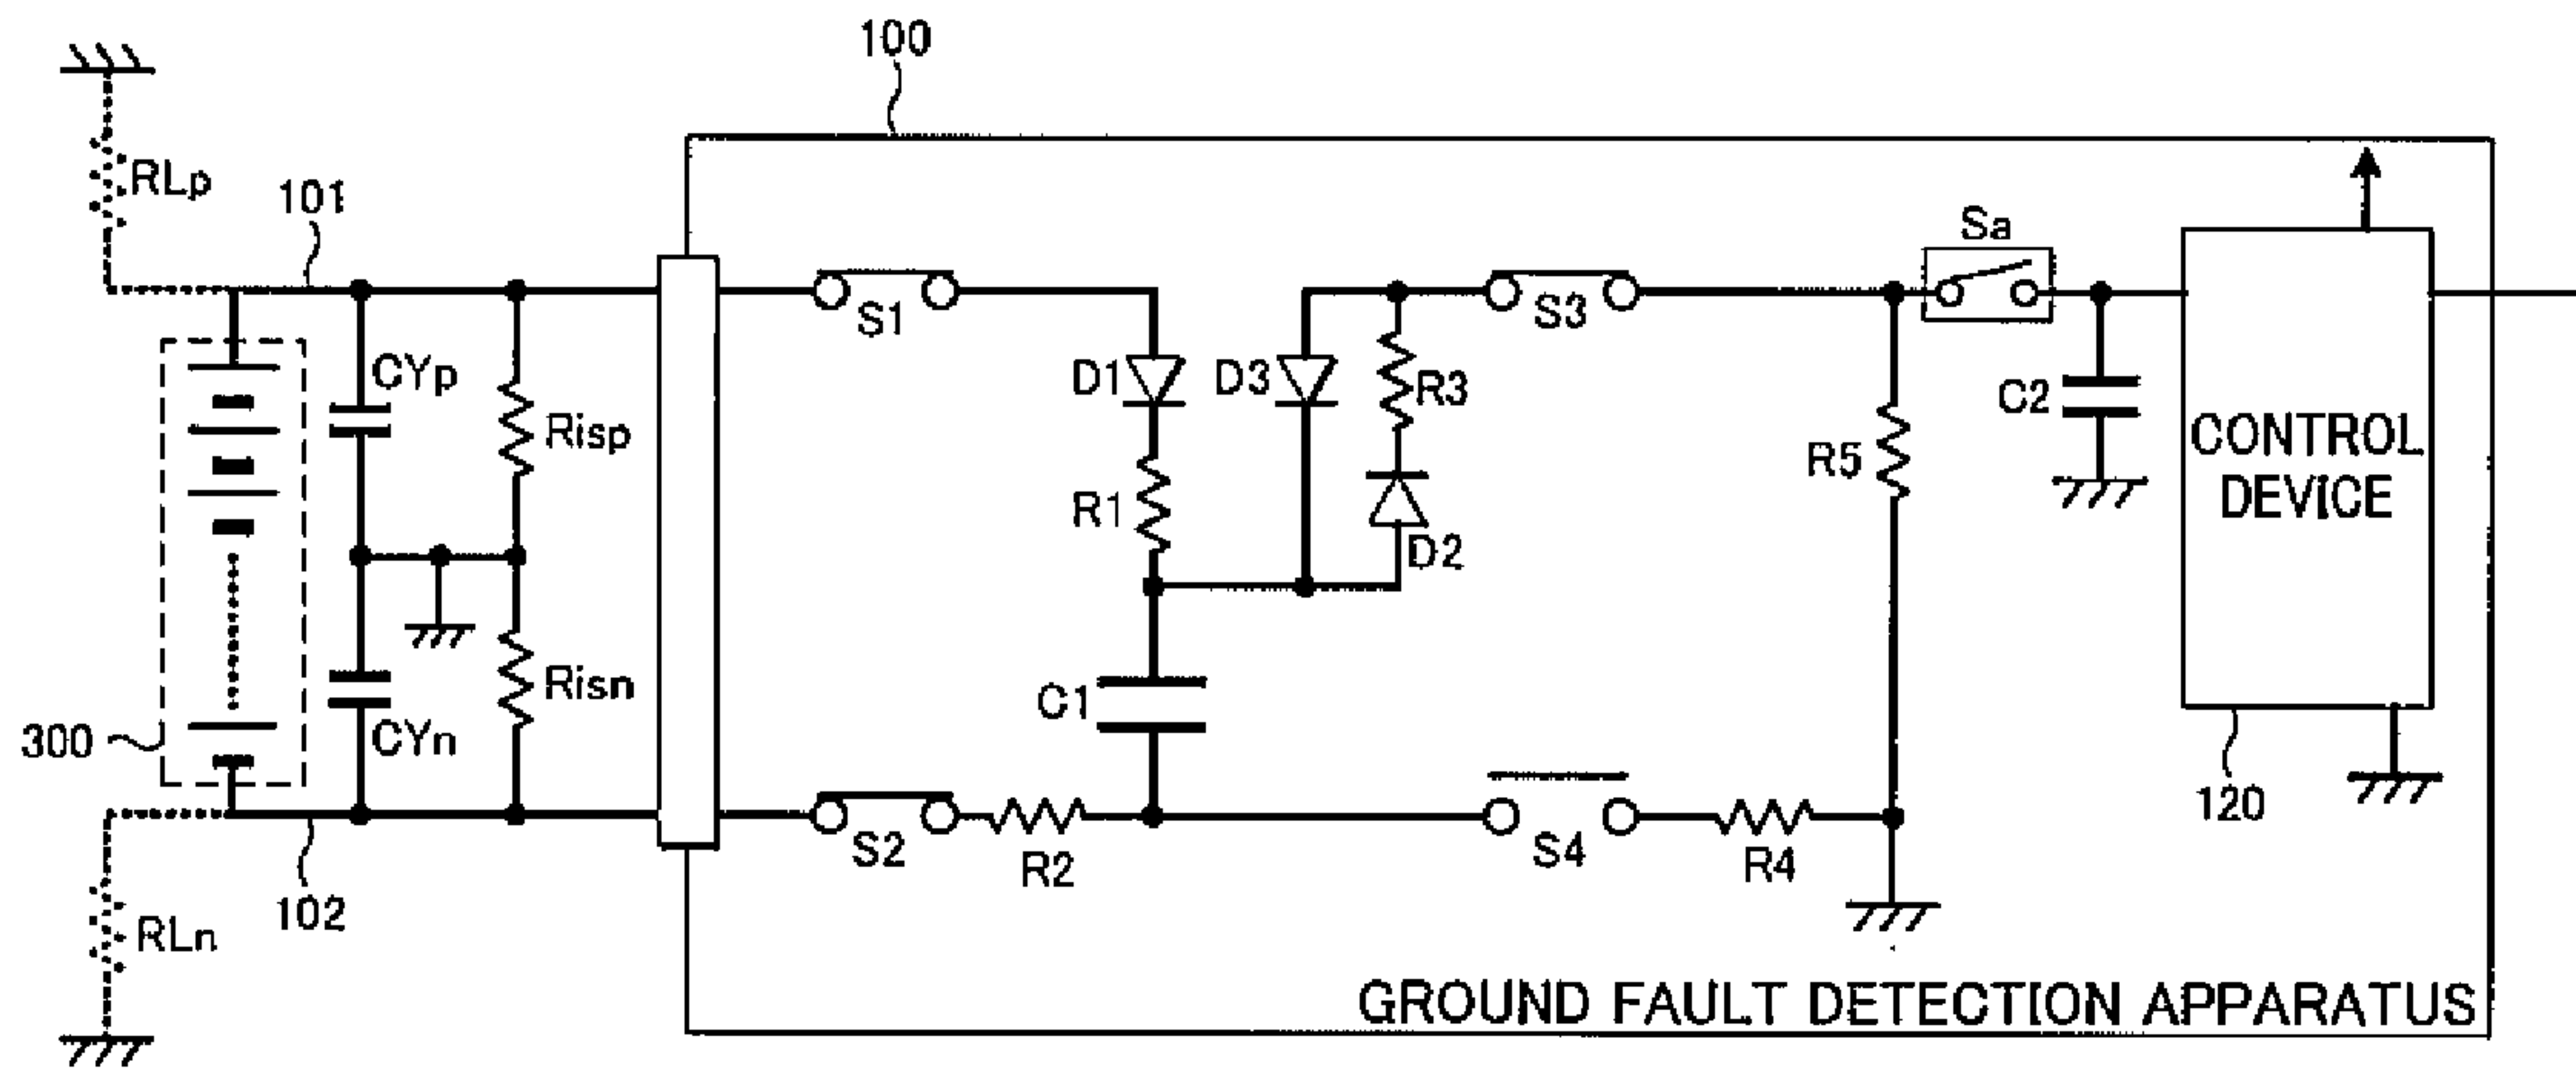 100
RLp
101
Sa
S1
S3
CYp
D1
D3
R3
C2
CONTROL
DEVICE
Risp
R5
R1
D2
Risn
C1
CYn
300
120
S2
R2
S4
R4
102
RLn
GROUND FAULT DETECTION APPARATUS